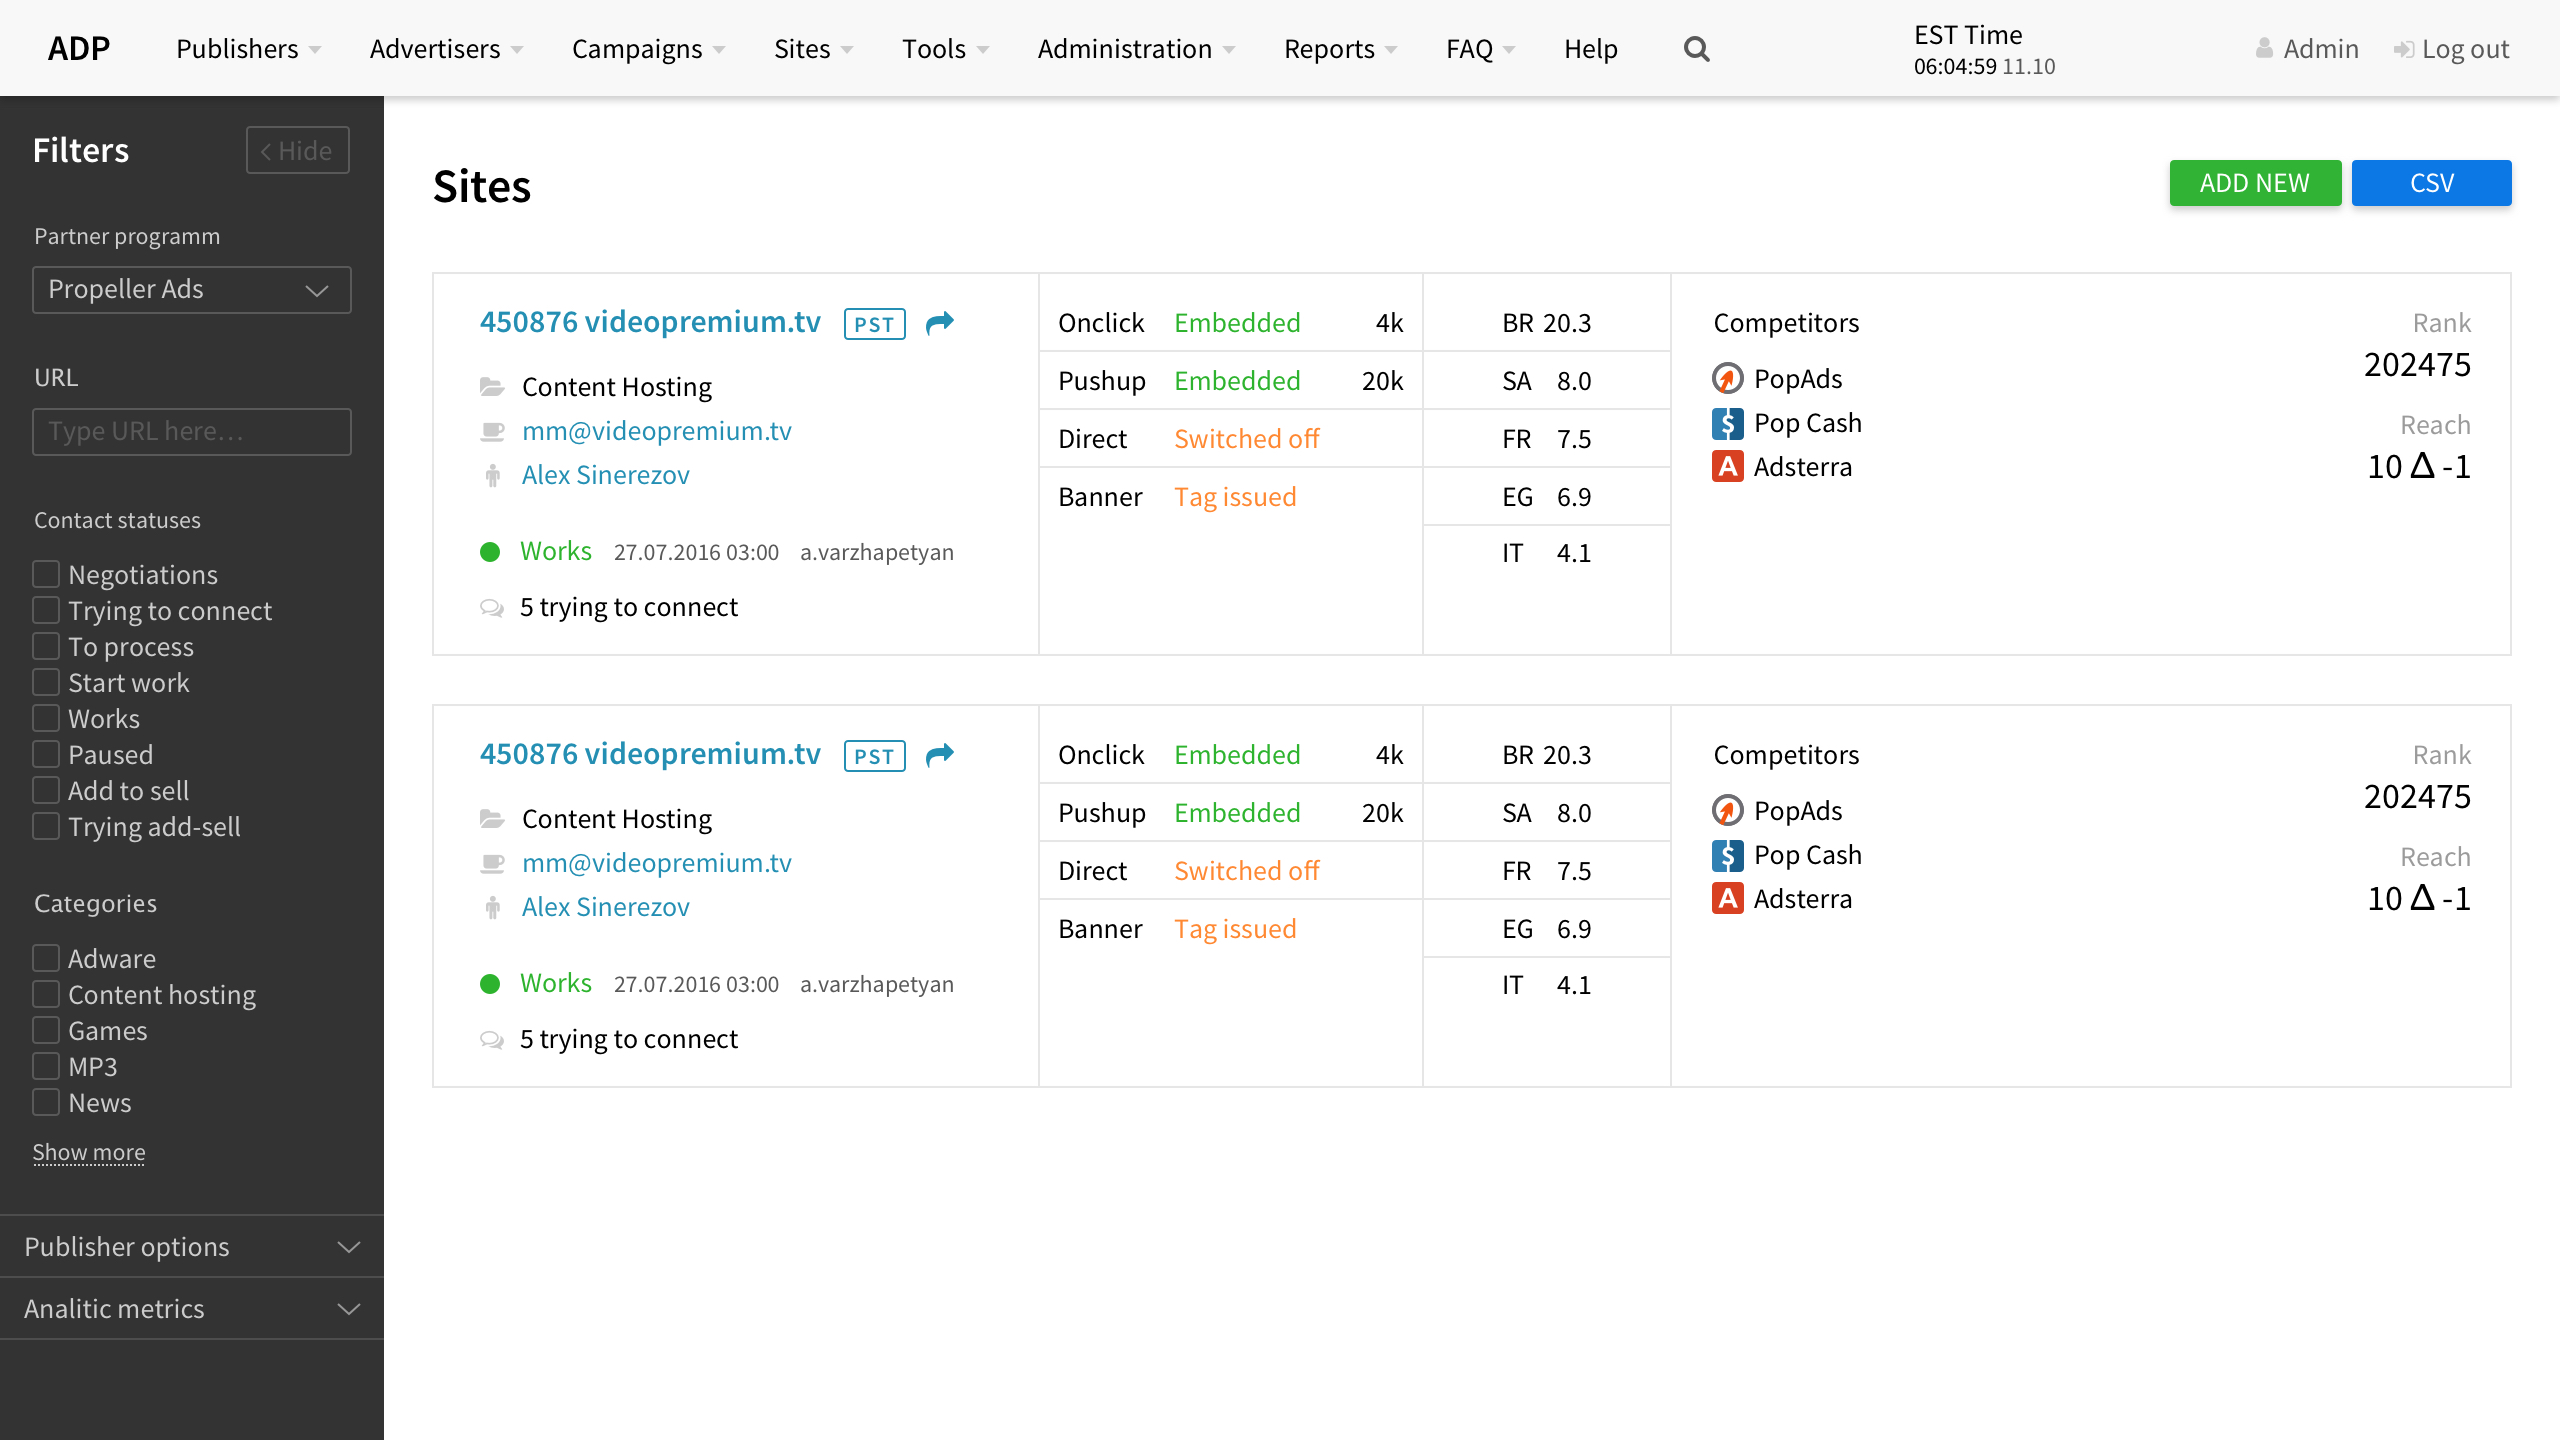 ADP Publishers Advertisers Campaigns Sites Tools Administration Reports FAQ Help EST Time Admin Log out
06:04:59 11.10
Filters
Hide
Partner programm
Propeller Ads
URL
Type URL here…
Contact statuses
Negotiations
Trying to connect
To process
Start work
Works
Paused
Add to sell
Trying add-sell
Categories
Adware
Content hosting
Games
MP3
News
Show more
Publisher options
Analitic metrics
Sites
ADD NEW
CSV
450876 videopremium.tv PST
Content Hosting
mm@videopremium.tv
Alex Sinerezov
Works 27.07.2016 03:00 a.varzhapetyan
5 trying to connect
Onclick Embedded 4k
Pushup Embedded 20k
Direct Switched off
Banner Tag issued
BR 20.3
SA 8.0
FR 7.5
EG 6.9
IT 4.1
Competitors
PopAds
Pop Cash
Adsterra
Rank
202475
Reach
10 Δ -1
450876 videopremium.tv PST
Content Hosting
mm@videopremium.tv
Alex Sinerezov
Works 27.07.2016 03:00 a.varzhapetyan
5 trying to connect
Onclick Embedded 4k
Pushup Embedded 20k
Direct Switched off
Banner Tag issued
BR 20.3
SA 8.0
FR 7.5
EG 6.9
IT 4.1
Competitors
PopAds
Pop Cash
Adsterra
Rank
202475
Reach
10 Δ -1